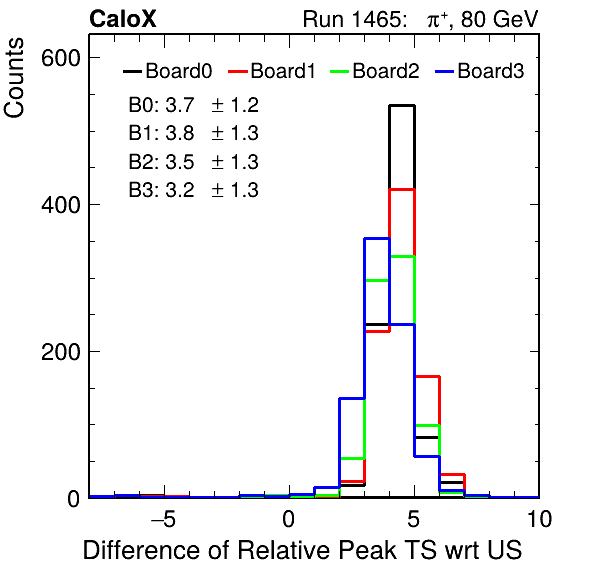 CaloX Run 1465: π⁺, 80 GeV
Counts
600
400
200
0
Board0 Board1 Board2 Board3
B0: 3.7 ± 1.2
B1: 3.8 ± 1.3
B2: 3.5 ± 1.3
B3: 3.2 ± 1.3
−5 0 5 10
Difference of Relative Peak TS wrt US